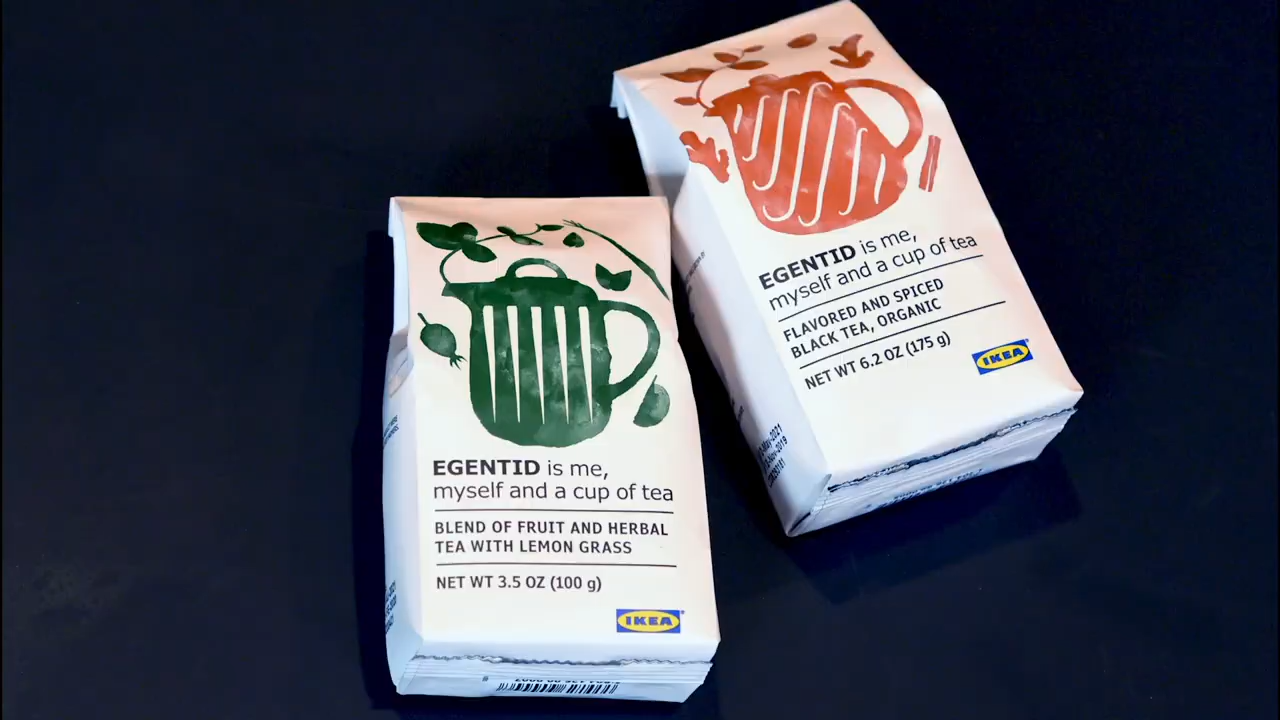 EGENTID is me,
myself and a cup of tea
BLEND OF FRUIT AND HERBAL
TEA WITH LEMON GRASS
NET WT 3.5 OZ (100 g)
IKEA
EGENTID is me,
myself and a cup of tea
FLAVORED AND SPICED
BLACK TEA, ORGANIC
NET WT 6.2 OZ (175 g)
IKEA